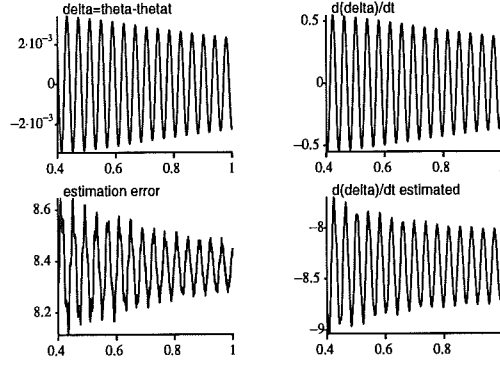 delta=theta-thetat
2·10⁻³
0
−2·10⁻³
0.4 0.6 0.8 1
d(delta)/dt
0.5
0
−0.5
0.4 0.6 0.8
estimation error
8.6
8.4
8.2
0.4 0.6 0.8 1
d(delta)/dt estimated
−8
−8.5
−9
0.4 0.6 0.8